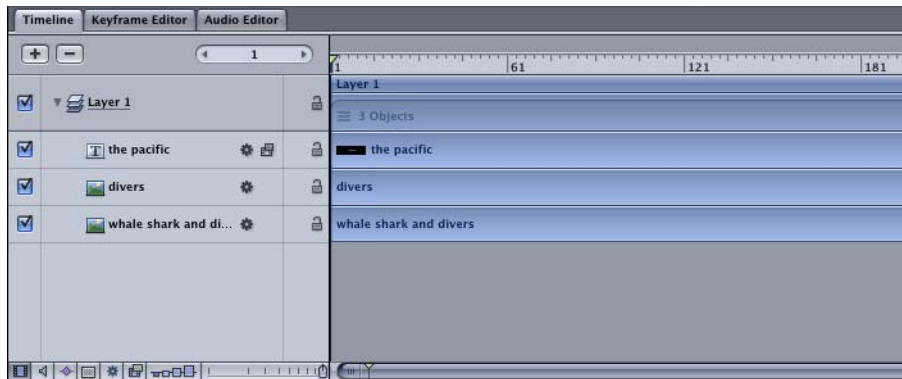 Timeline Keyframe Editor Audio Editor
1
1 61 121 181
Layer 1
Layer 1
3 Objects
T the pacific
the pacific
divers
divers
whale shark and di...
whale shark and divers